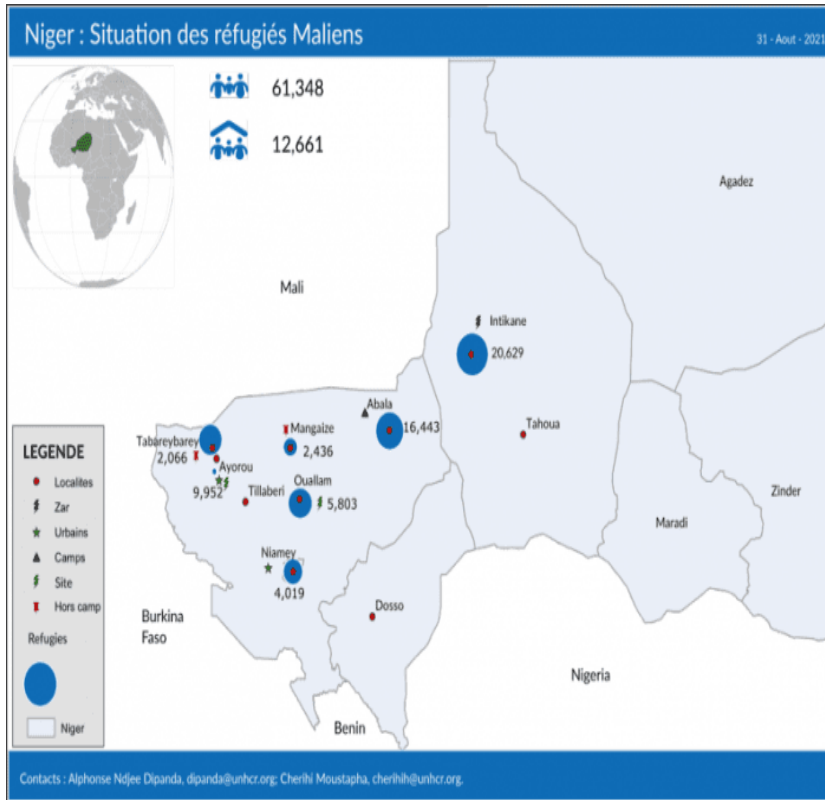 Niger : Situation des réfugiés Maliens
31 - Aout - 2021
61,348
12,661
Agadez
Mali
Intikane
20,629
Abala
16,443
Tahoua
Mangaize
2,436
Tabareybarey
2,066
Ayorou
9,952
Tillaberi
Ouallam
5,803
Zinder
Maradi
Niamey
4,019
Dosso
Burkina
Faso
Nigeria
Benin
LEGENDE
Localites
Zar
Urbains
Camps
Site
Hors camp
Refugies
Niger
Contacts : Alphonse Ndjee Dipanda, dipanda@unhcr.org; Cherihi Moustapha, cherihih@unhcr.org.